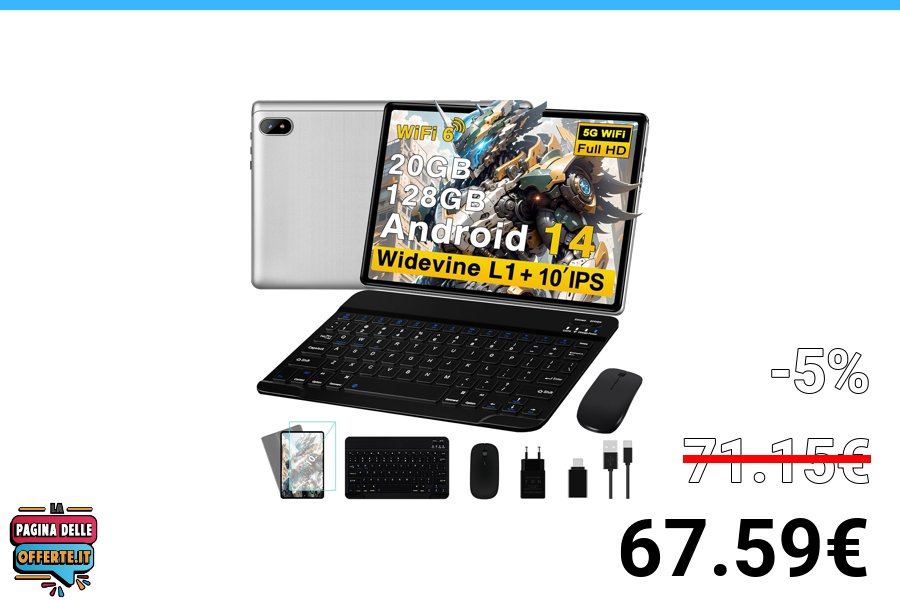 WiFi 6
5G WiFi
Full HD
20GB
128GB
Android 14
Widevine L1 + 10' IPS
-5%
71.15€
67.59€
LA
PAGINA DELLE
OFFERTE.IT